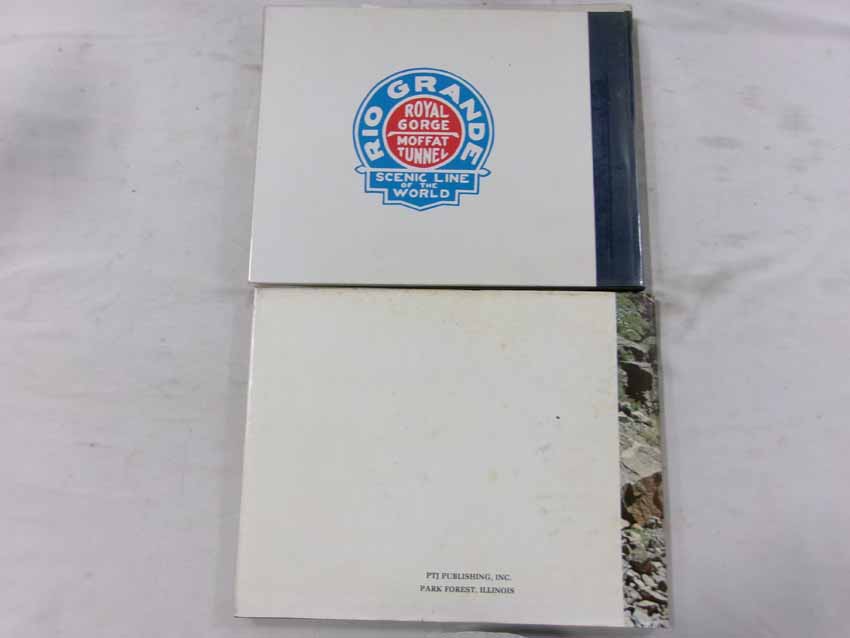 RIO GRANDE
ROYAL
GORGE
MOFFAT
TUNNEL
SCENIC LINE
OF THE
WORLD
PTJ PUBLISHING, INC.
PARK FOREST, ILLINOIS